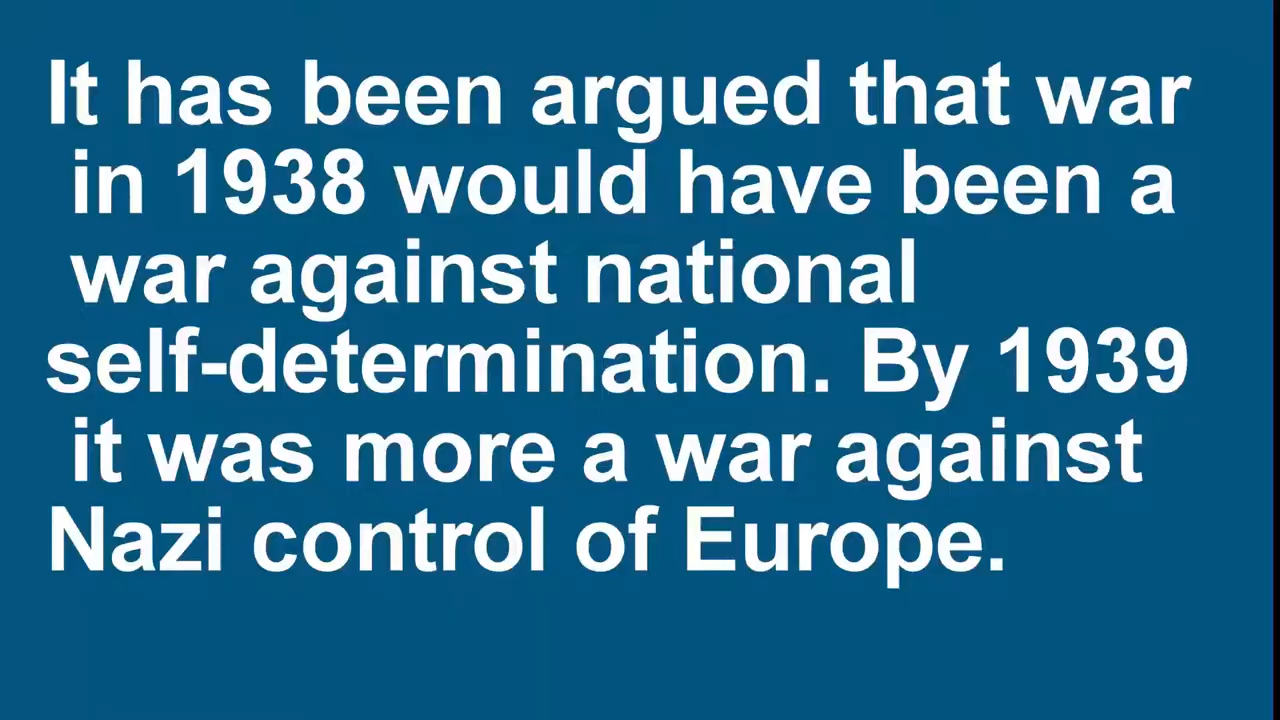 It has been argued that war
in 1938 would have been a
war against national
self-determination. By 1939
it was more a war against
Nazi control of Europe.